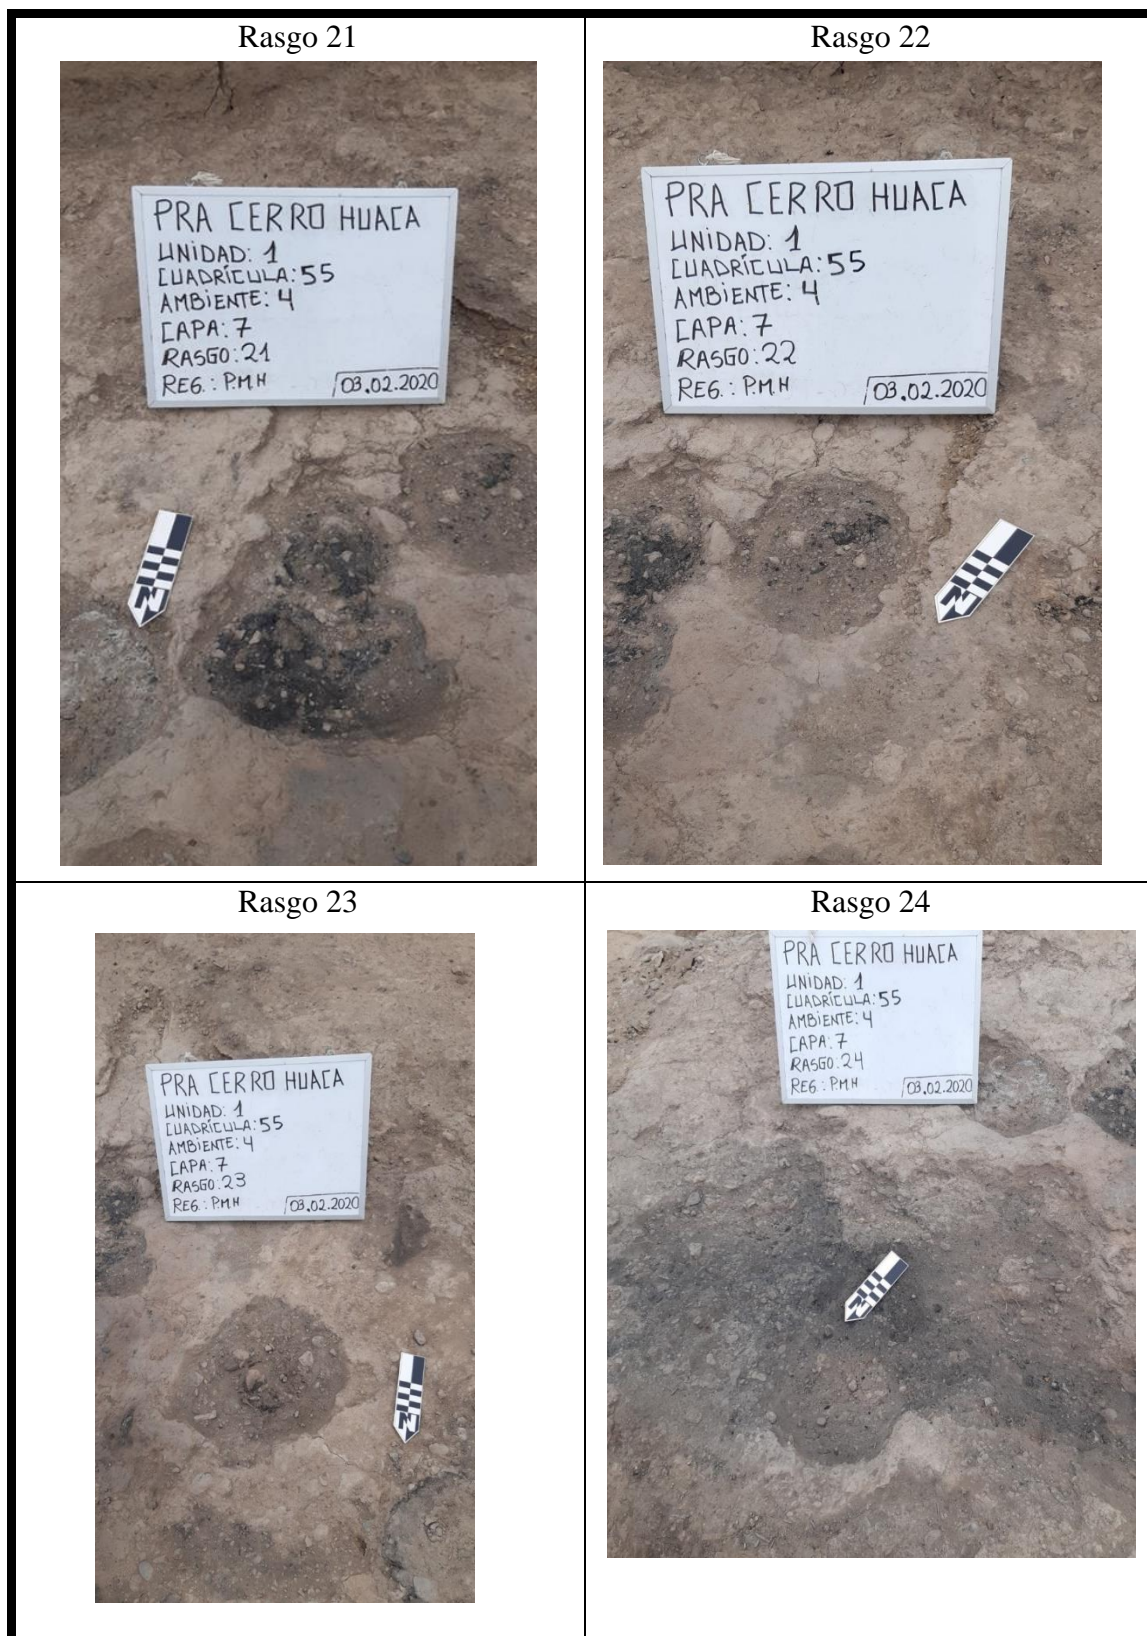 Rasgo 21
PRA CERRO HUACA
UNIDAD: 1
CUADRÍCULA: 55
AMBIENTE: 4
CAPA: 7
RASGO: 21
REG.: P.M.H
03.02.2020
N
Rasgo 22
PRA CERRO HUACA
UNIDAD: 1
CUADRÍCULA: 55
AMBIENTE: 4
CAPA: 7
RASGO: 22
REG.: P.M.H
03.02.2020
N
Rasgo 23
PRA CERRO HUACA
UNIDAD: 1
CUADRÍCULA: 55
AMBIENTE: 4
CAPA: 7
RASGO: 23
REG.: P.M.H
03.02.2020
N
Rasgo 24
PRA CERRO HUACA
UNIDAD: 1
CUADRÍCULA: 55
AMBIENTE: 4
CAPA: 7
RASGO: 24
REG.: P.M.H
03.02.2020
N